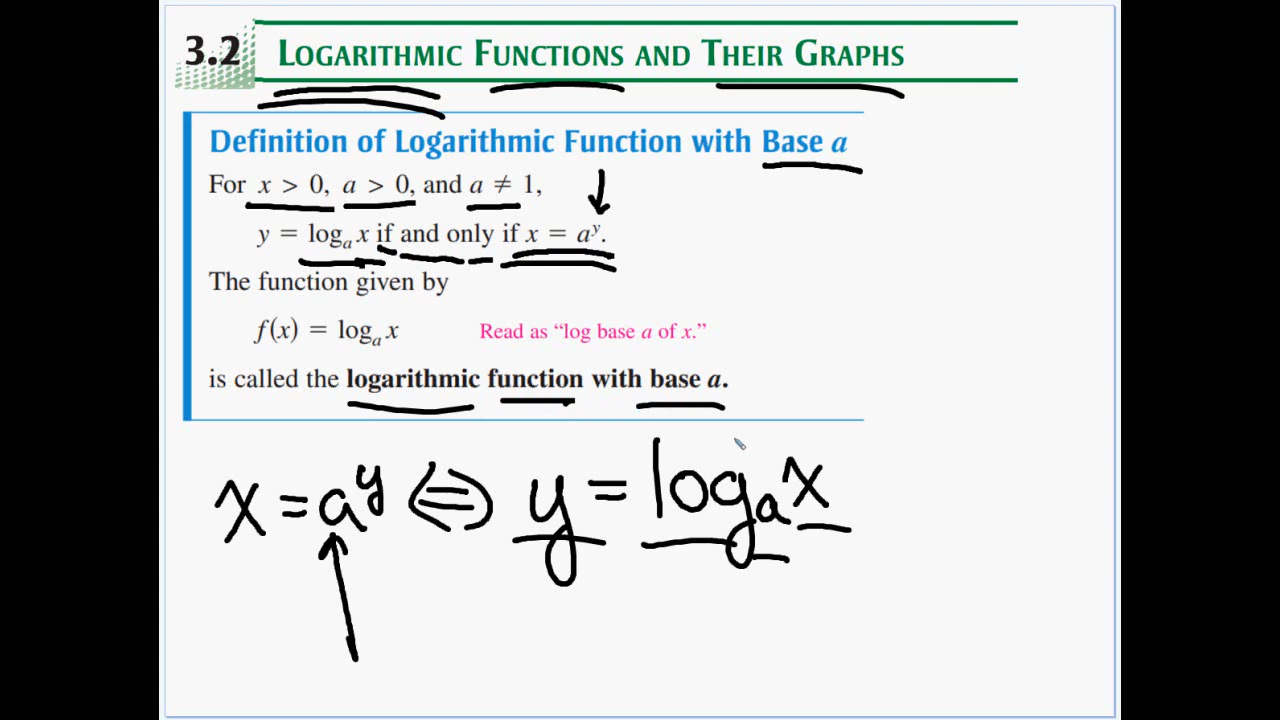 3.2 LOGARITHMIC FUNCTIONS AND THEIR GRAPHS
Definition of Logarithmic Function with Base a
For x > 0, a > 0, and a ≠ 1,
y = logₐ x if and only if x = aʸ.
The function given by
f(x) = logₐ x Read as “log base a of x.”
is called the logarithmic function with base a.
x = aʸ ⇔ y = logₐ x